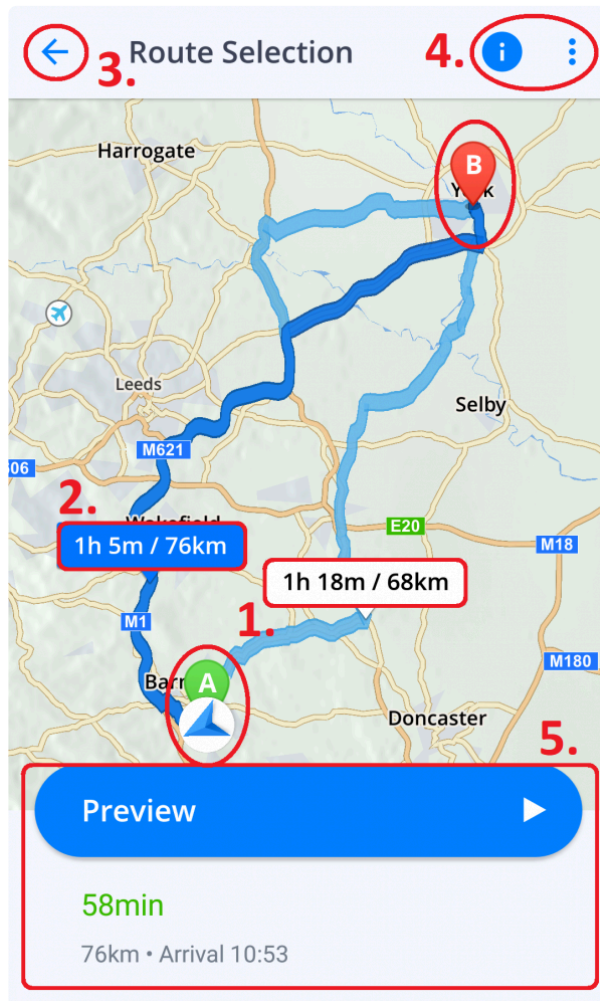 3. Route Selection 4. i
Harrogate
B
York
Leeds
Selby
M621
606
2.
Wakefield
E20
1h 5m / 76km
M18
1h 18m / 68km
1.
M1
M180
A
Doncaster
5.
Preview
58min
76km • Arrival 10:53